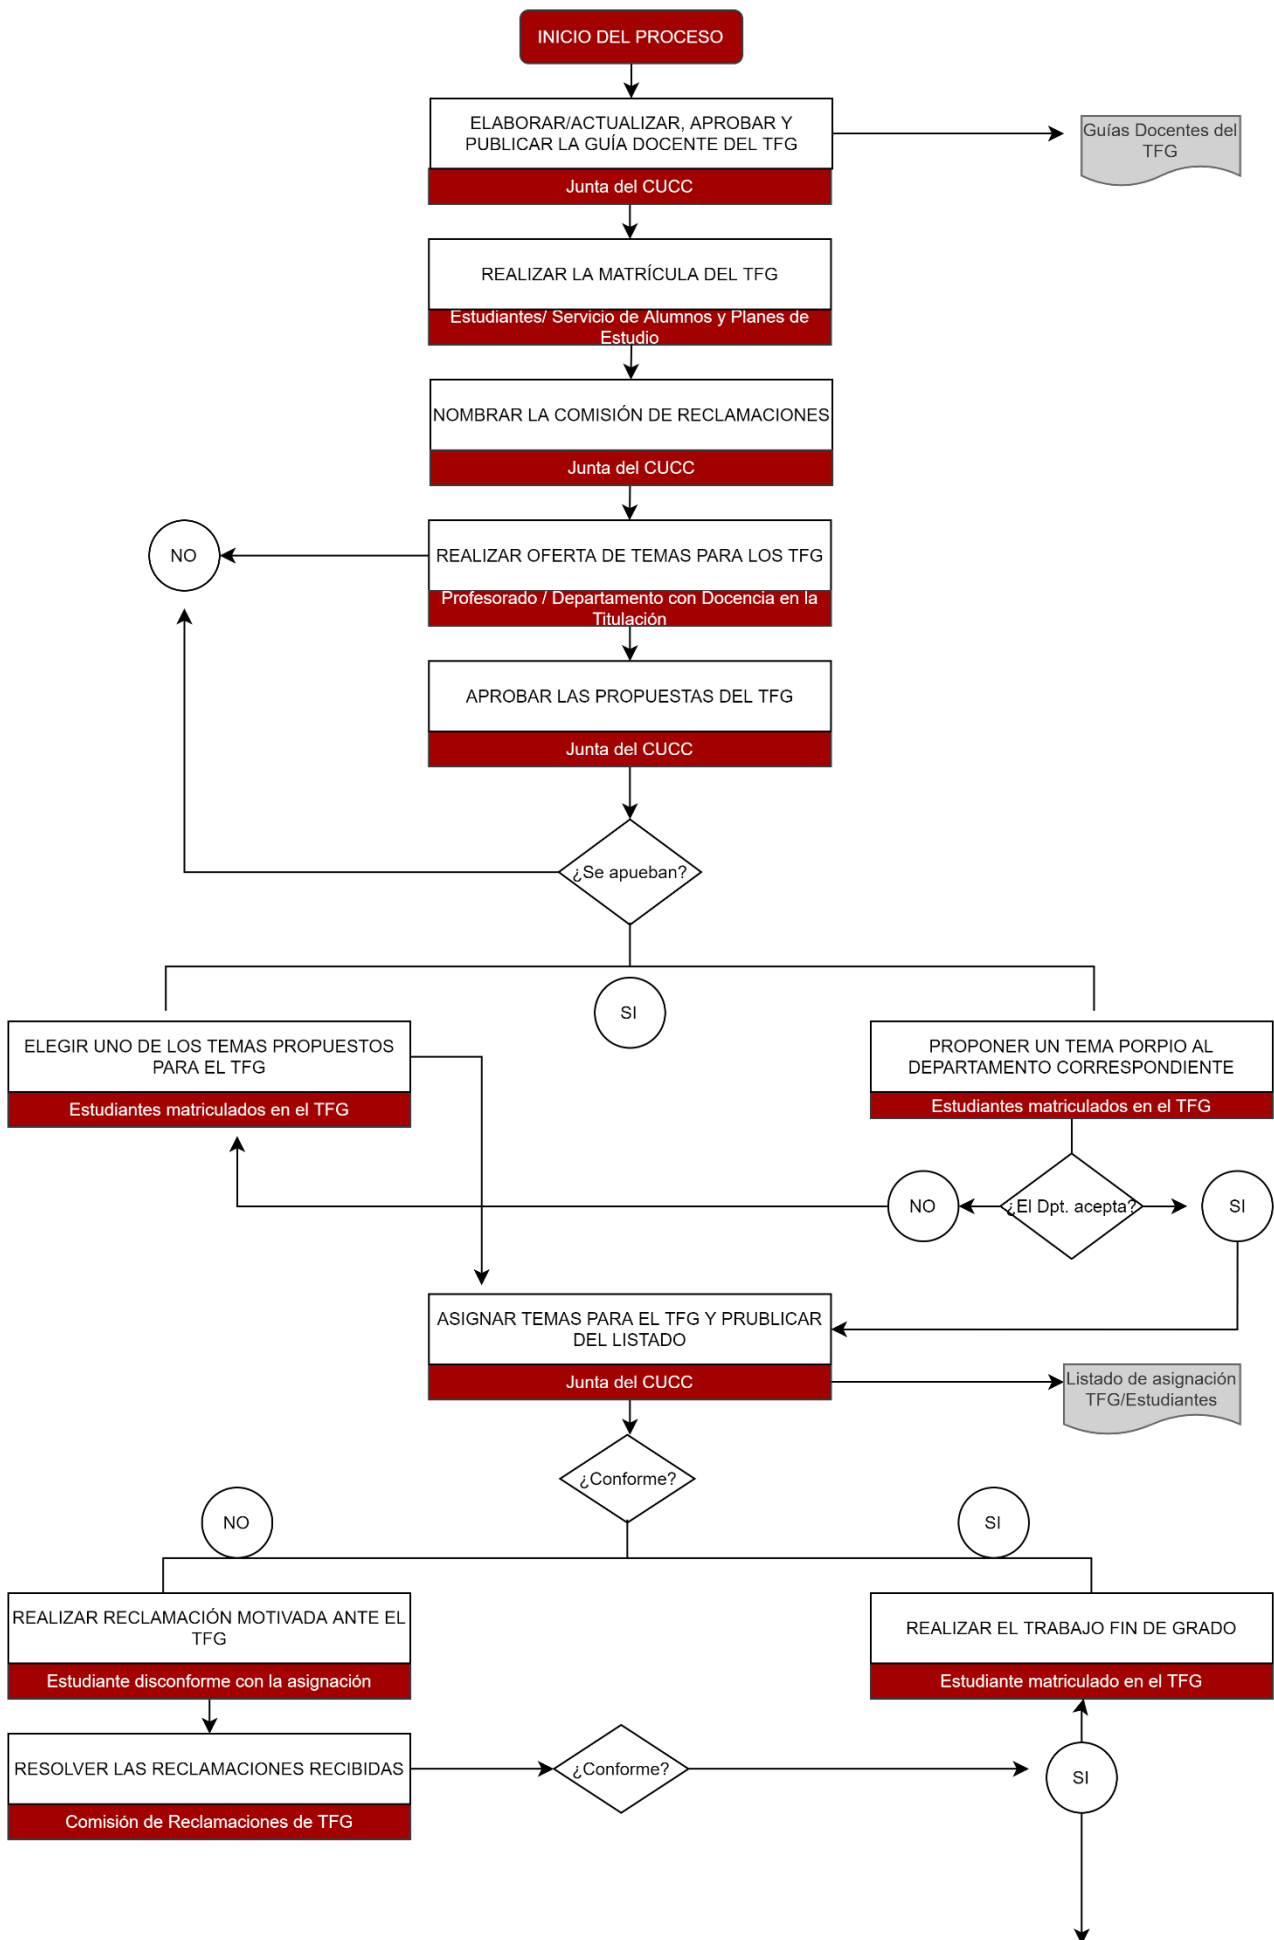 INICIO DEL PROCESO
ELABORAR/ACTUALIZAR, APROBAR Y
PUBLICAR LA GUÍA DOCENTE DEL TFG
Junta del CUCC
Guías Docentes del
TFG
REALIZAR LA MATRÍCULA DEL TFG
Estudiantes/ Servicio de Alumnos y Planes de
Estudio
NOMBRAR LA COMISIÓN DE RECLAMACIONES
Junta del CUCC
NO
REALIZAR OFERTA DE TEMAS PARA LOS TFG
Profesorado / Departamento con Docencia en la
Titulación
APROBAR LAS PROPUESTAS DEL TFG
Junta del CUCC
¿Se apueban?
SI
ELEGIR UNO DE LOS TEMAS PROPUESTOS
PARA EL TFG
Estudiantes matriculados en el TFG
PROPONER UN TEMA PORPIO AL
DEPARTAMENTO CORRESPONDIENTE
Estudiantes matriculados en el TFG
NO
¿El Dpt. acepta?
SI
ASIGNAR TEMAS PARA EL TFG Y PRUBLICAR
DEL LISTADO
Junta del CUCC
Listado de asignación
TFG/Estudiantes
¿Conforme?
NO
SI
REALIZAR RECLAMACIÓN MOTIVADA ANTE EL
TFG
Estudiante disconforme con la asignación
REALIZAR EL TRABAJO FIN DE GRADO
Estudiante matriculado en el TFG
RESOLVER LAS RECLAMACIONES RECIBIDAS
Comisión de Reclamaciones de TFG
¿Conforme?
SI